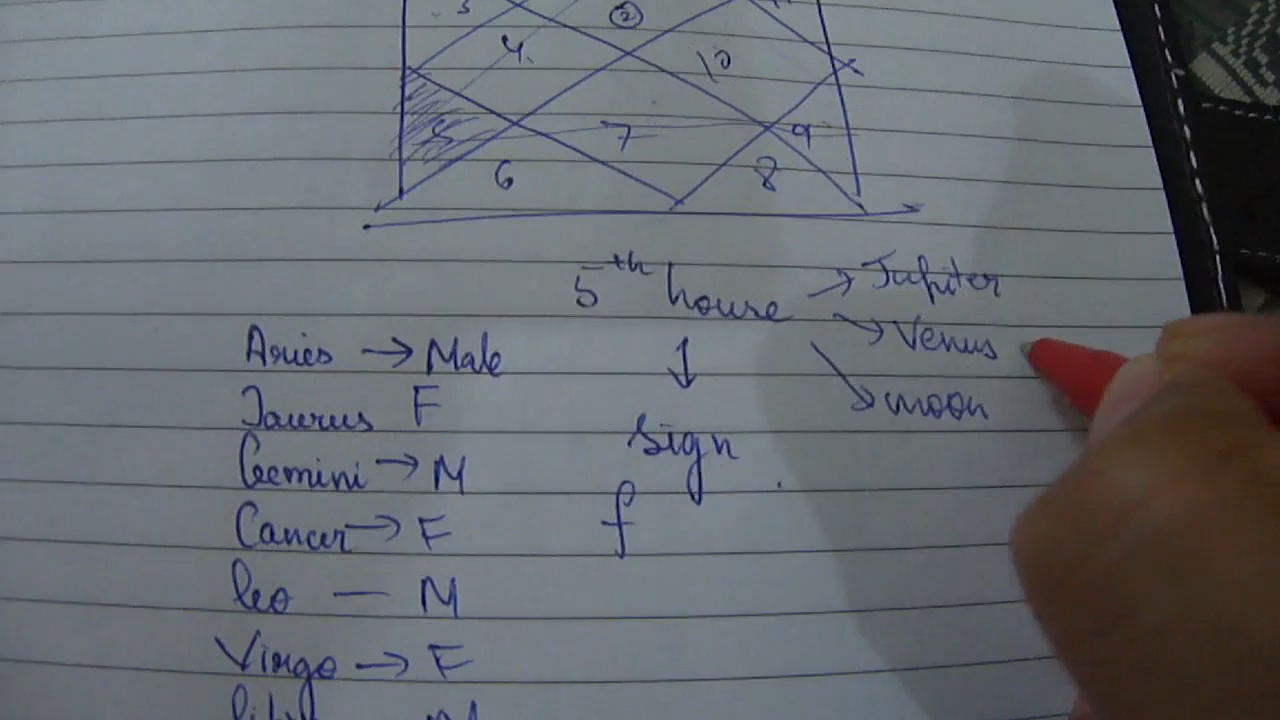 3 ②
4 10
5 7 9
6 8
5th house → Jupiter
→ Venus
↘ moon
↓
sign
f
Aries → Male
Taurus F
Gemini → M
Cancer → F
Leo — M
Virgo → F